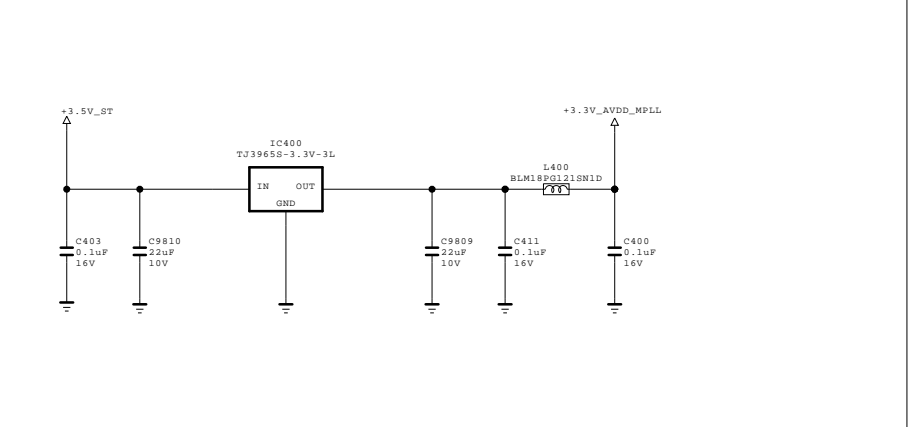 +3.5V_ST
+3.3V_AVDD_MPLL
IC400
TJ3965S-3.3V-3L
L400
BLM18PG121SN1D
IN OUT
GND
C403
0.1uF
16V
C9810
22uF
10V
C9809
22uF
10V
C411
0.1uF
16V
C400
0.1uF
16V